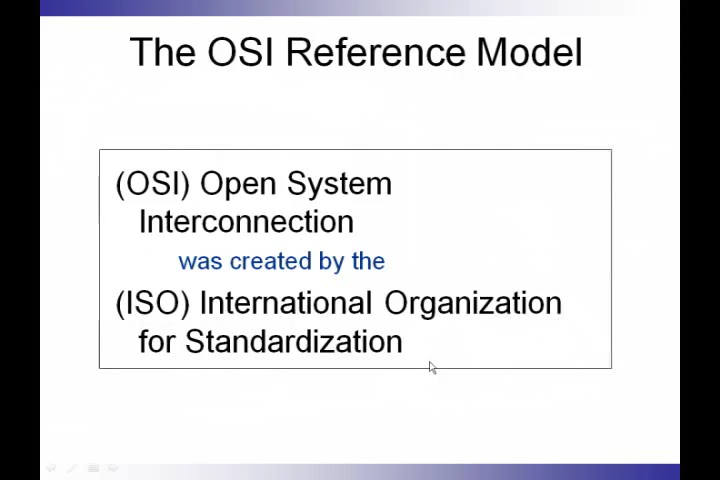 The OSI Reference Model
(OSI) Open System
Interconnection
was created by the
(ISO) International Organization
for Standardization